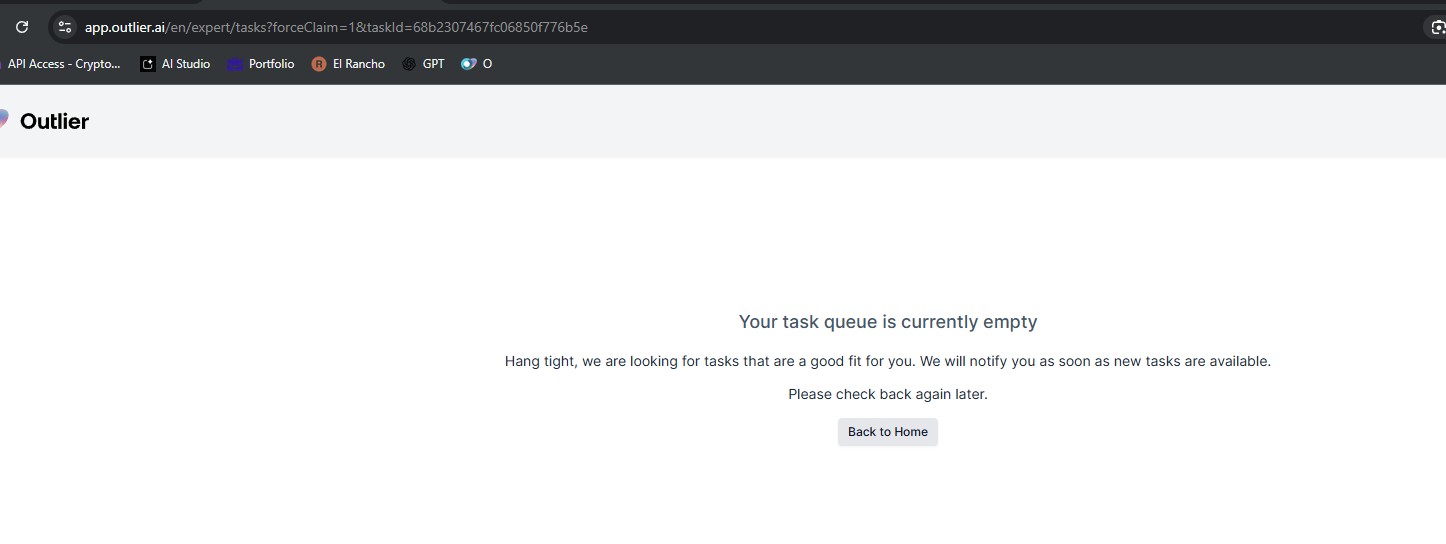 app.outlier.ai/en/expert/tasks?forceClaim=1&taskId=68b2307467fc06850f776b5e
API Access - Crypto... AI Studio Portfolio R El Rancho GPT O
Outlier
Your task queue is currently empty
Hang tight, we are looking for tasks that are a good fit for you. We will notify you as soon as new tasks are available.
Please check back again later.
Back to Home